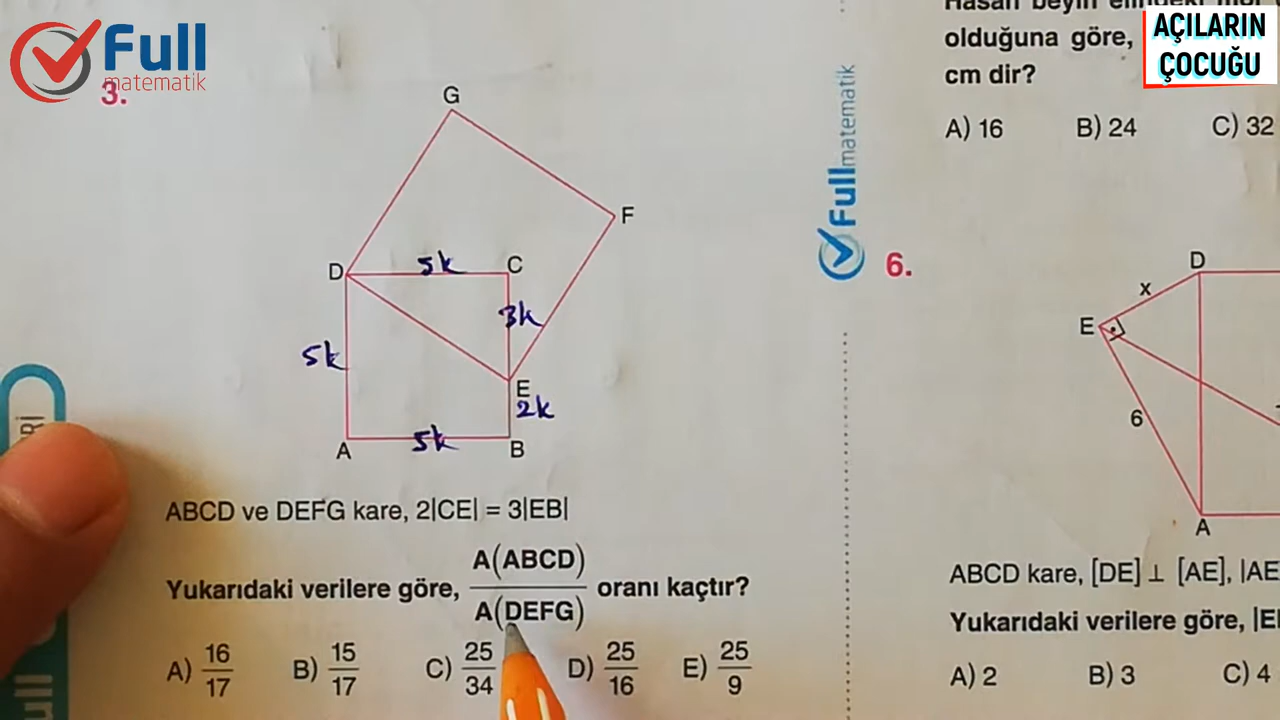 Full
matematik
3.
G
F
D
5k
C
3k
5k
E
2k
A
5k
B
ABCD ve DEFG kare, 2|CE| = 3|EB|
A(ABCD)
Yukarıdaki verilere göre, oranı kaçtır?
A(DEFG)
A) 16/17 B) 15/17 C) 25/34 D) 25/16 E) 25/9
Full matematik
olduğuna göre,
cm dir?
A) 16 B) 24 C) 32
AÇILARIN
ÇOCUĞU
6.
D
x
E
6
A
ABCD kare, [DE] ⊥ [AE], |AE
Yukarıdaki verilere göre,
A) 2 B) 3 C) 4